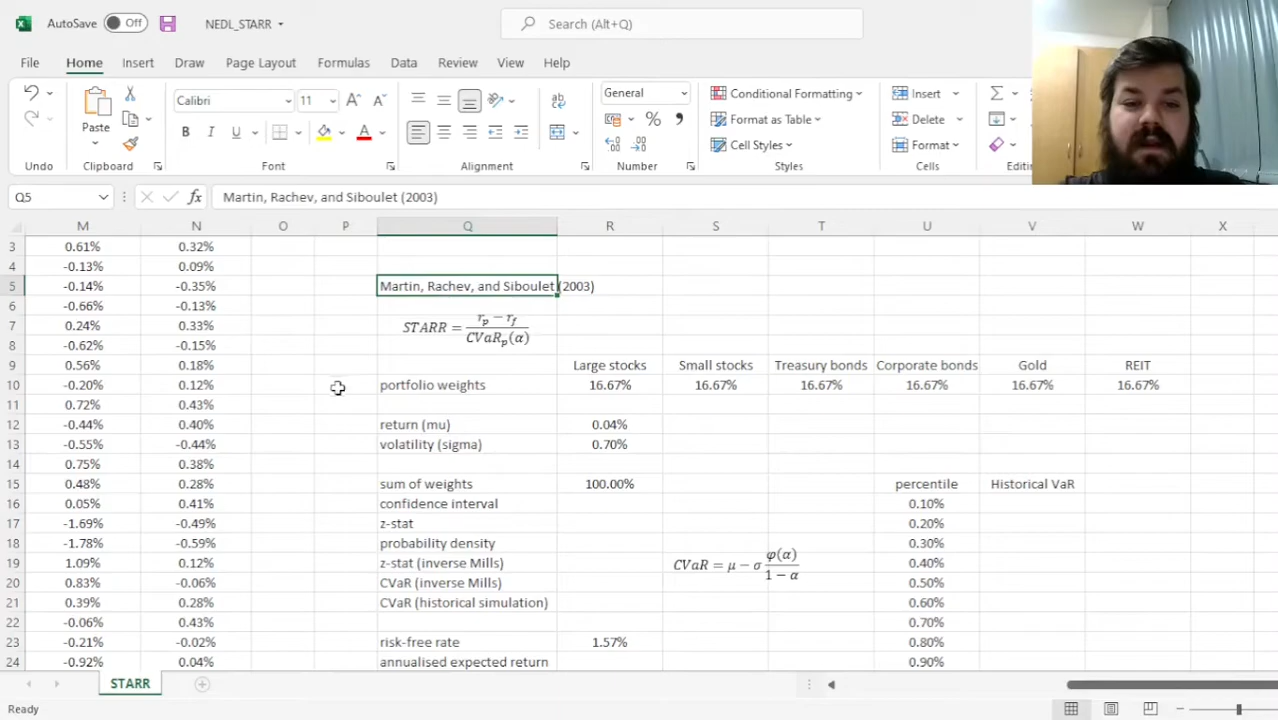 AutoSave Off NEDL_STARR Search (Alt+Q)
File Home Insert Draw Page Layout Formulas Data Review View Help
Paste Calibri 11 General Conditional Formatting Insert
B I U A ab Format as Table Delete
Cell Styles Format
Undo Clipboard Font Alignment Number Styles Cells
Q5 fx Martin, Rachev, and Siboulet (2003)
M N O P Q R S T U V W X
3 0.61% 0.32%
4 -0.13% 0.09%
5 -0.14% -0.35% Martin, Rachev, and Siboulet (2003)
6 -0.66% -0.13%
7 0.24% 0.33% STARR = (r_p − r_f) / CVaR_p(α)
8 -0.62% -0.15%
9 0.56% 0.18% Large stocks Small stocks Treasury bonds Corporate bonds Gold REIT
10 -0.20% 0.12% portfolio weights 16.67% 16.67% 16.67% 16.67% 16.67% 16.67%
11 0.72% 0.43%
12 -0.44% 0.40% return (mu) 0.04%
13 -0.55% -0.44% volatility (sigma) 0.70%
14 0.75% 0.38%
15 0.48% 0.28% sum of weights 100.00% percentile Historical VaR
16 0.05% 0.41% confidence interval 0.10%
17 -1.69% -0.49% z-stat 0.20%
18 -1.78% -0.59% probability density 0.30%
19 1.09% 0.12% z-stat (inverse Mills) CVaR = μ − σ φ(α) / (1 − α) 0.40%
20 0.83% -0.06% CVaR (inverse Mills) 0.50%
21 0.39% 0.28% CVaR (historical simulation) 0.60%
22 -0.06% 0.43% 0.70%
23 -0.21% -0.02% risk-free rate 1.57% 0.80%
24 -0.92% 0.04% annualised expected return 0.90%
STARR
Ready